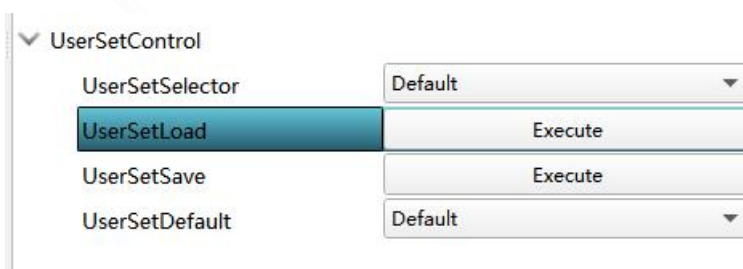 UserSetControl
UserSetSelector Default
UserSetLoad Execute
UserSetSave Execute
UserSetDefault Default